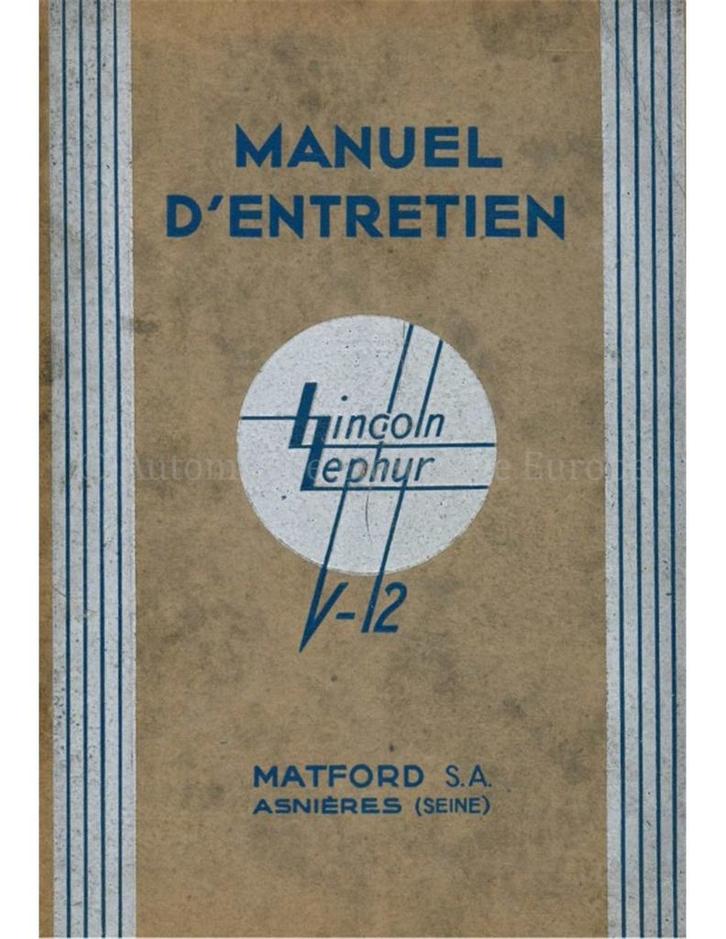 MANUEL
D'ENTRETIEN
Lincoln
Zephyr
V-12
MATFORD S.A.
ASNIÈRES (SEINE)